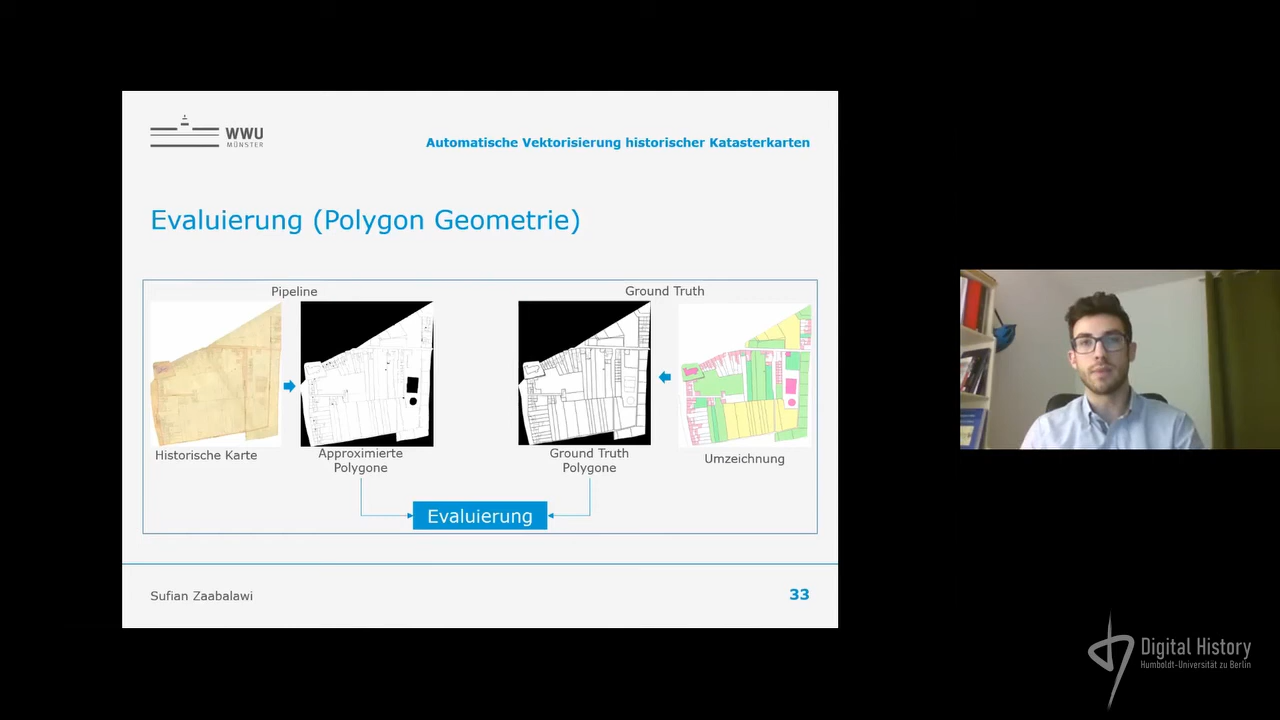 WWU
MÜNSTER
Automatische Vektorisierung historischer Katasterkarten
Evaluierung (Polygon Geometrie)
Pipeline
Ground Truth
Historische Karte
Approximierte
Polygone
Ground Truth
Polygone
Umzeichnung
Evaluierung
Sufian Zaabalawi
33
Digital History
Humboldt-Universität zu Berlin